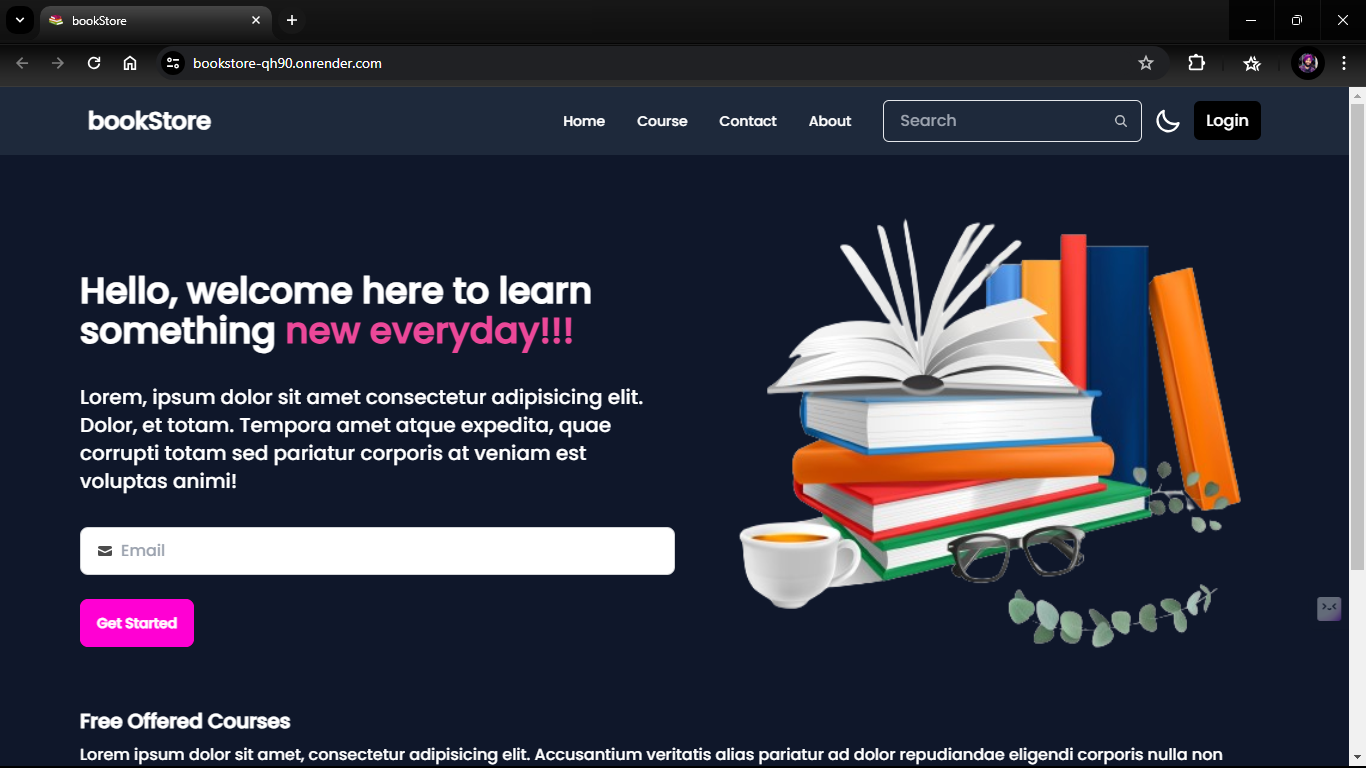 bookStore
bookstore-qh90.onrender.com
bookStore
Home
Course
Contact
About
Search
Login
Hello, welcome here to learn
something new everyday!!!
Lorem, ipsum dolor sit amet consectetur adipisicing elit.
Dolor, et totam. Tempora amet atque expedita, quae
corrupti totam sed pariatur corporis at veniam est
voluptas animi!
Email
Get Started
Free Offered Courses
Lorem ipsum dolor sit amet, consectetur adipisicing elit. Accusantium veritatis alias pariatur ad dolor repudiandae eligendi corporis nulla non